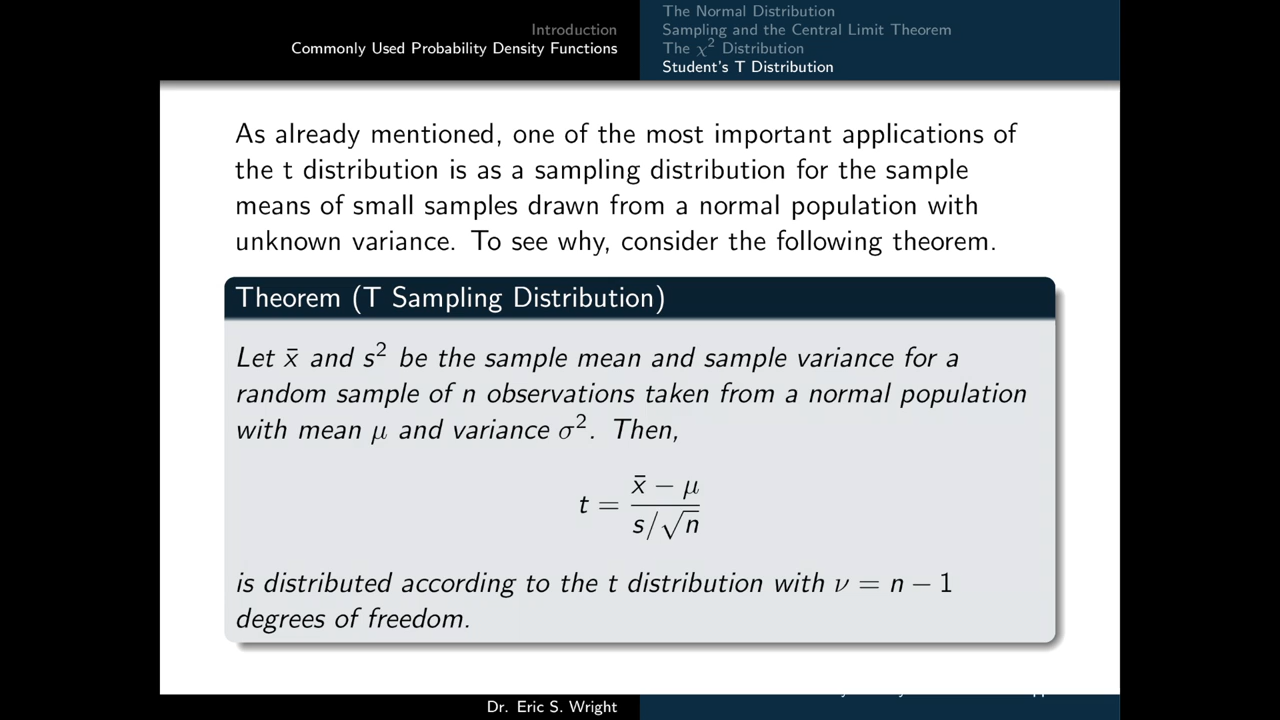 Introduction
Commonly Used Probability Density Functions
The Normal Distribution
Sampling and the Central Limit Theorem
The χ² Distribution
Student's T Distribution
As already mentioned, one of the most important applications of
the t distribution is as a sampling distribution for the sample
means of small samples drawn from a normal population with
unknown variance. To see why, consider the following theorem.
Theorem (T Sampling Distribution)
Let x̄ and s² be the sample mean and sample variance for a
random sample of n observations taken from a normal population
with mean μ and variance σ². Then,
t = (x̄ − μ) / (s/√n)
is distributed according to the t distribution with ν = n − 1
degrees of freedom.
Dr. Eric S. Wright